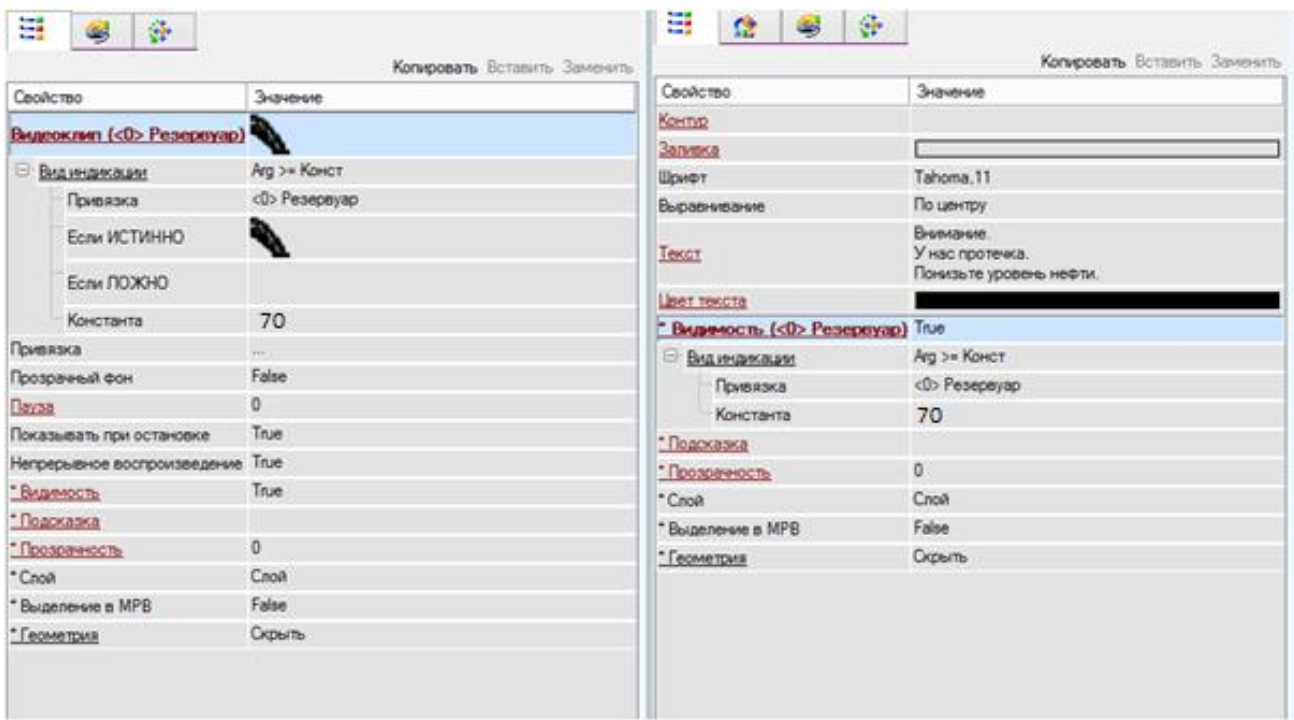 Копировать Вставить Заменить
Свойство Значение
Видеоклип (<0> Резервуар)
Вид индикации Arg >= Конст
Привязка <0> Резервуар
Если ИСТИННО
Если ЛОЖНО
Константа 70
Привязка ...
Прозрачный фон False
Пауза 0
Показывать при остановке True
Непрерывное воспроизведение True
* Видимость True
* Подсказка
* Прозрачность 0
* Слой Слой
* Выделение в МРВ False
* Геометрия Скрыть
Копировать Вставить Заменить
Свойство Значение
Контур
Заливка
Шрифт Tahoma,11
Выравнивание По центру
Текст Внимание.
У нас протечка.
Понизьте уровень нефти.
Цвет текста
* Видимость (<0> Резервуар) True
Вид индикации Arg >= Конст
Привязка <0> Резервуар
Константа 70
* Подсказка
* Прозрачность 0
* Слой Слой
* Выделение в МРВ False
* Геометрия Скрыть